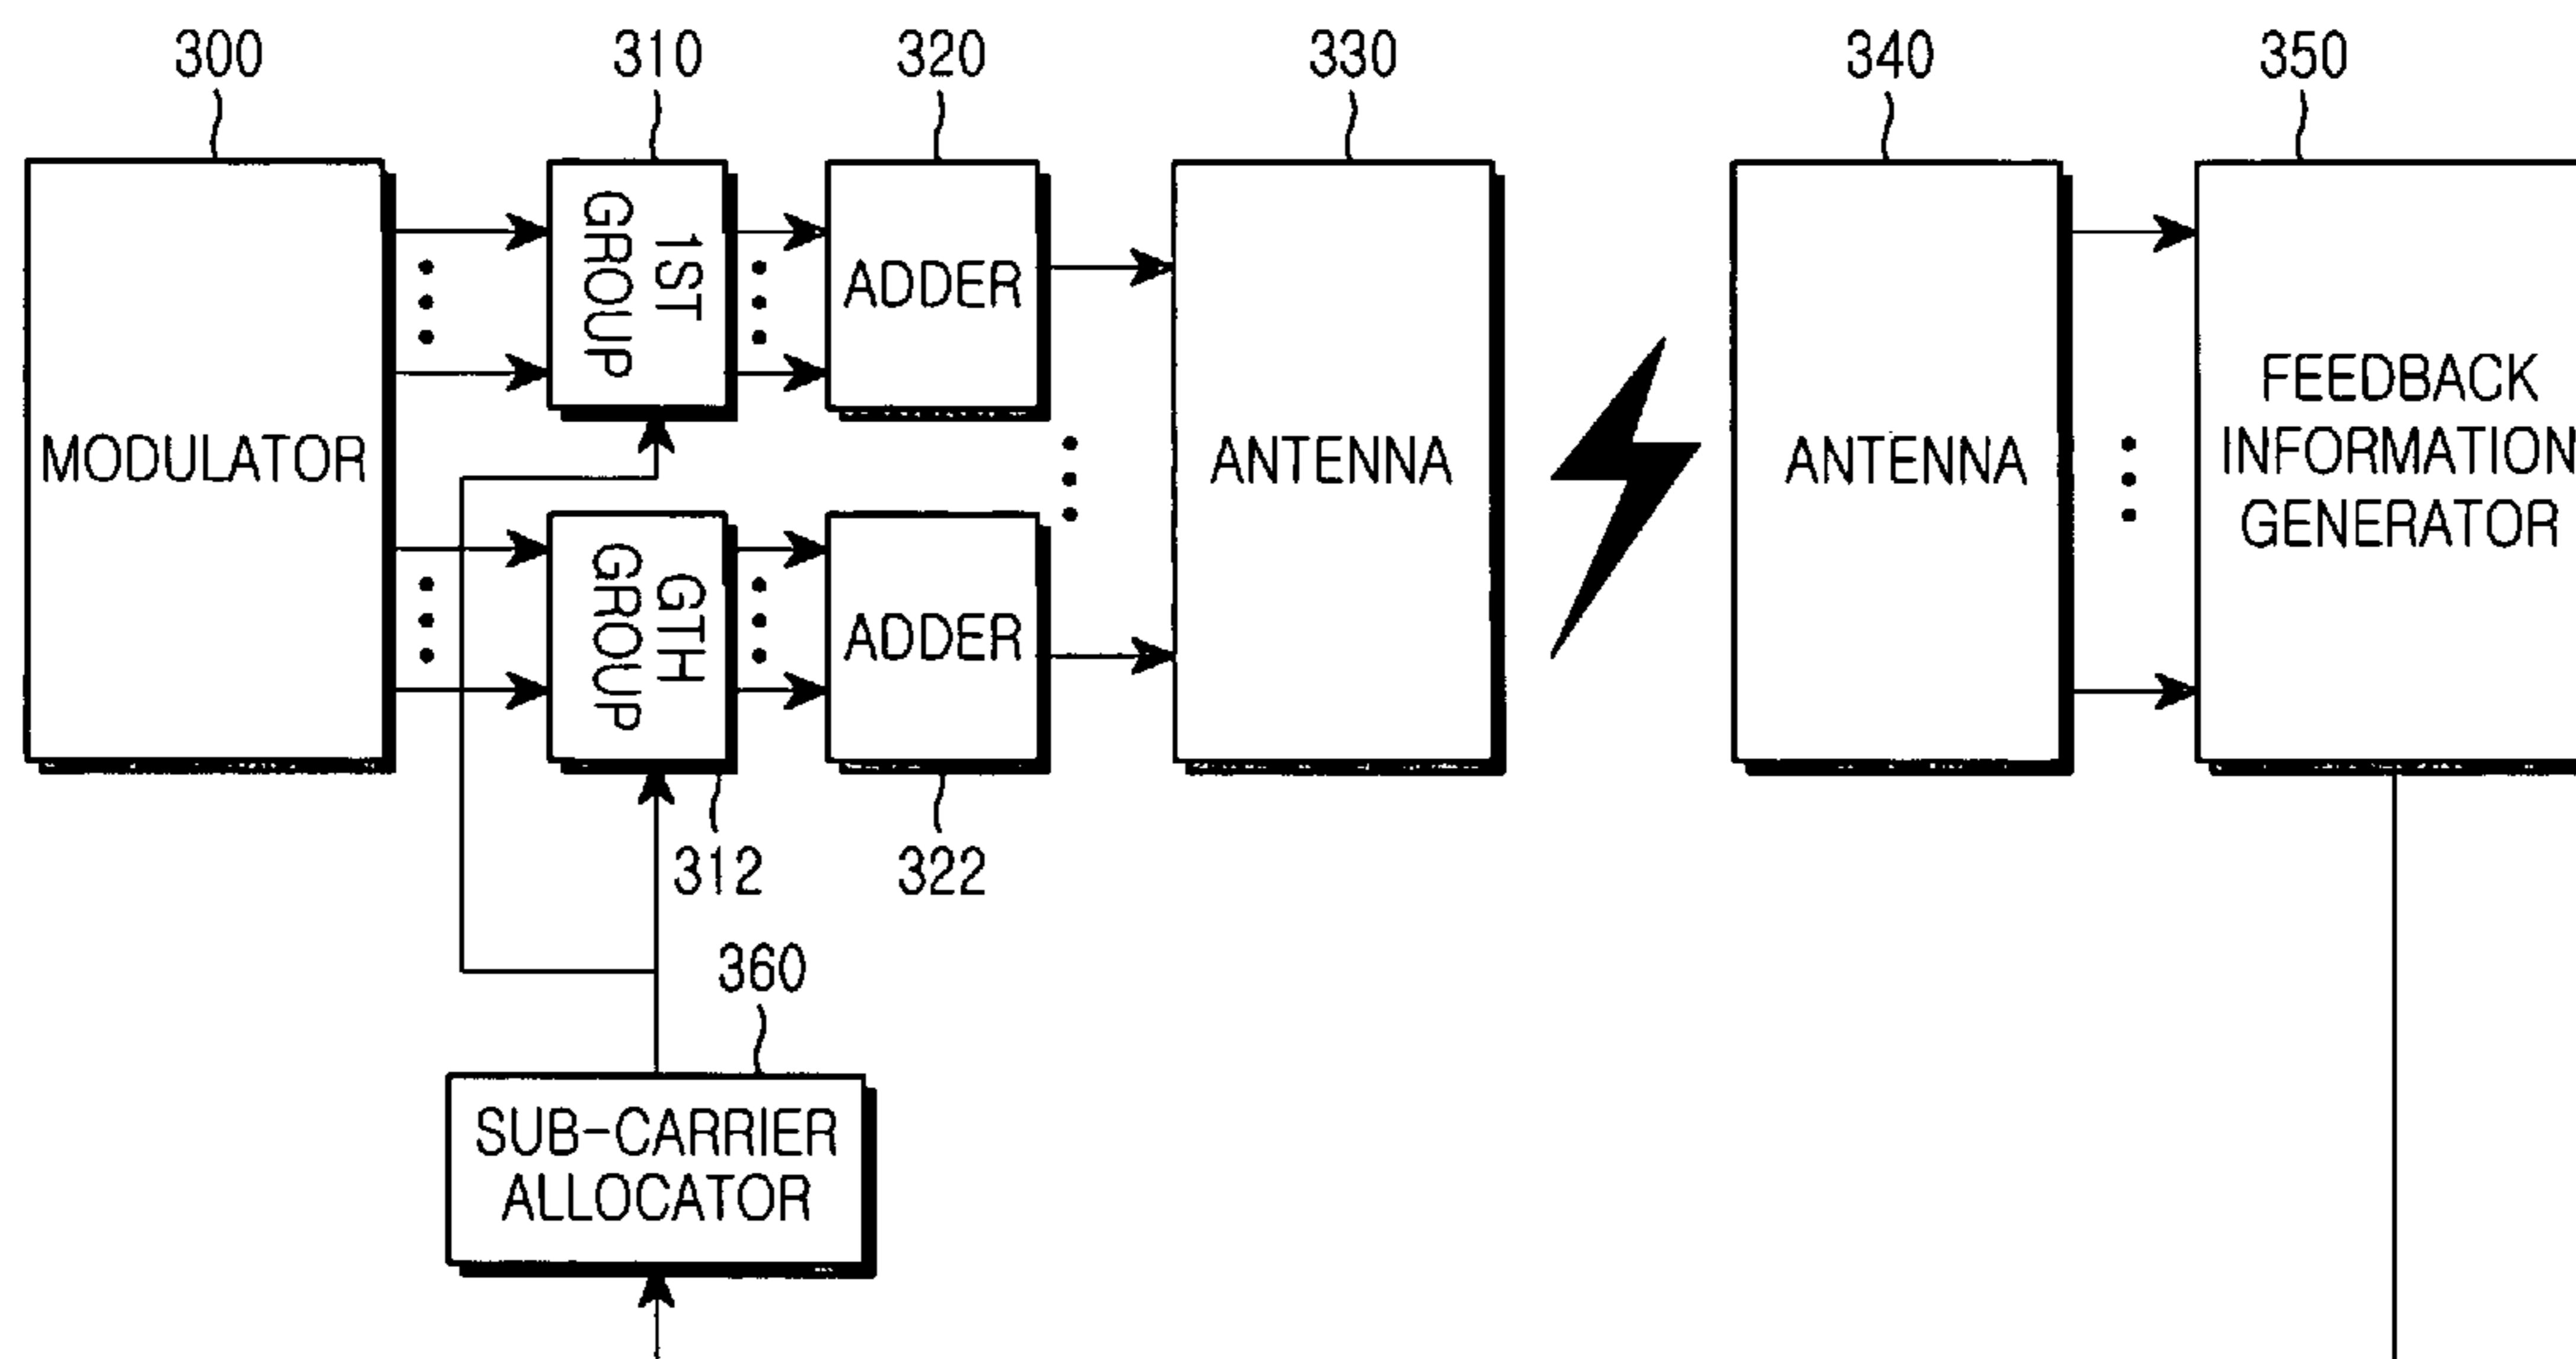 300
310
320
330
340
350
MODULATOR
1ST
GROUP
ADDER
ANTENNA
ANTENNA
FEEDBACK
INFORMATION
GENERATOR
GTH
GROUP
ADDER
312
322
360
SUB-CARRIER
ALLOCATOR